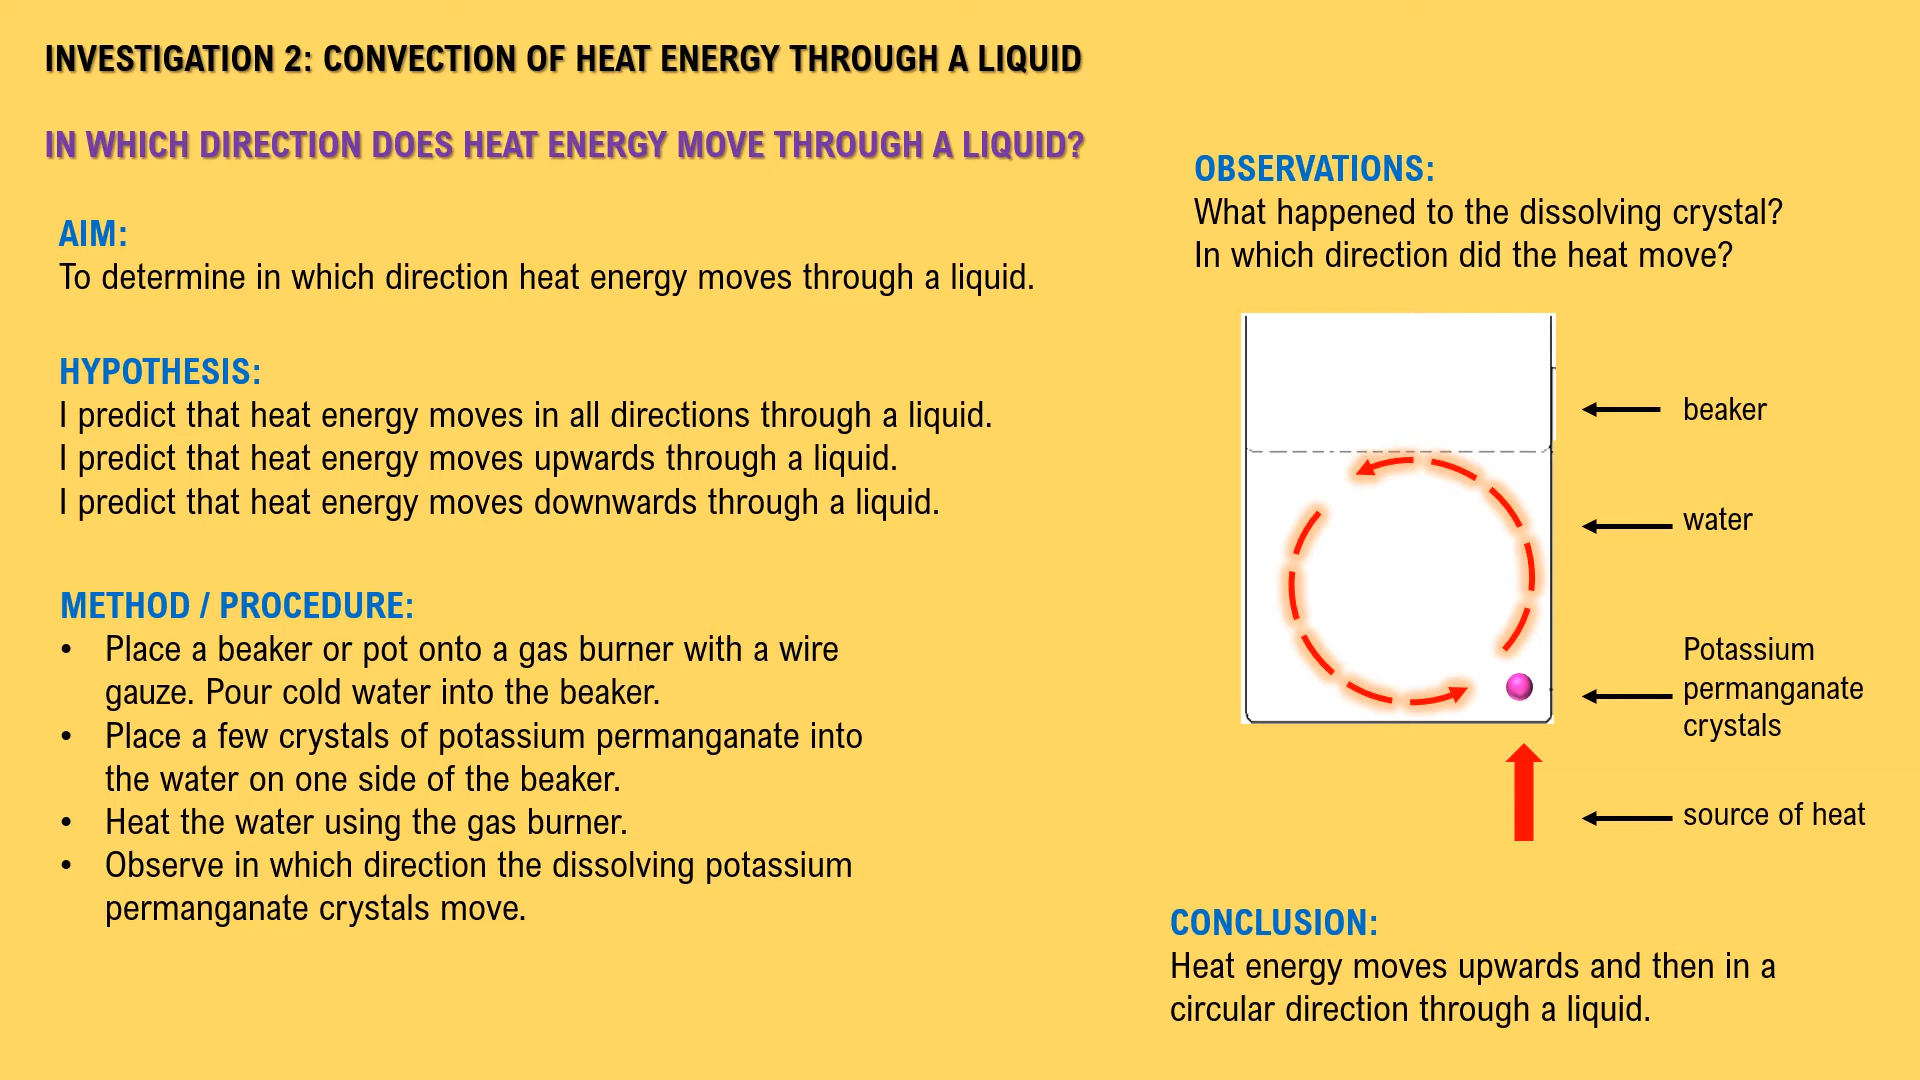 INVESTIGATION 2: CONVECTION OF HEAT ENERGY THROUGH A LIQUID
IN WHICH DIRECTION DOES HEAT ENERGY MOVE THROUGH A LIQUID?
AIM:
To determine in which direction heat energy moves through a liquid.
HYPOTHESIS:
I predict that heat energy moves in all directions through a liquid.
I predict that heat energy moves upwards through a liquid.
I predict that heat energy moves downwards through a liquid.
METHOD / PROCEDURE:
• Place a beaker or pot onto a gas burner with a wire
gauze. Pour cold water into the beaker.
• Place a few crystals of potassium permanganate into
the water on one side of the beaker.
• Heat the water using the gas burner.
• Observe in which direction the dissolving potassium
permanganate crystals move.
OBSERVATIONS:
What happened to the dissolving crystal?
In which direction did the heat move?
beaker
water
Potassium
permanganate
crystals
source of heat
CONCLUSION:
Heat energy moves upwards and then in a
circular direction through a liquid.